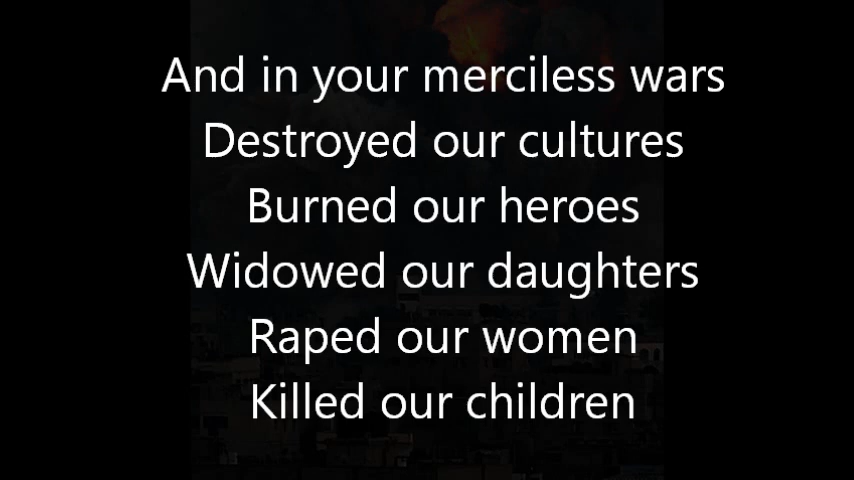 And in your merciless wars
Destroyed our cultures
Burned our heroes
Widowed our daughters
Raped our women
Killed our children